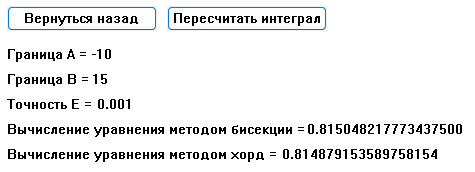 Вернуться назад Пересчитать интеграл
Граница A = -10
Граница B = 15
Точность E = 0.001
Вычисление уравнения методом бисекции = 0.815048217773437500
Вычисление уравнения методом хорд = 0.814879153589758154